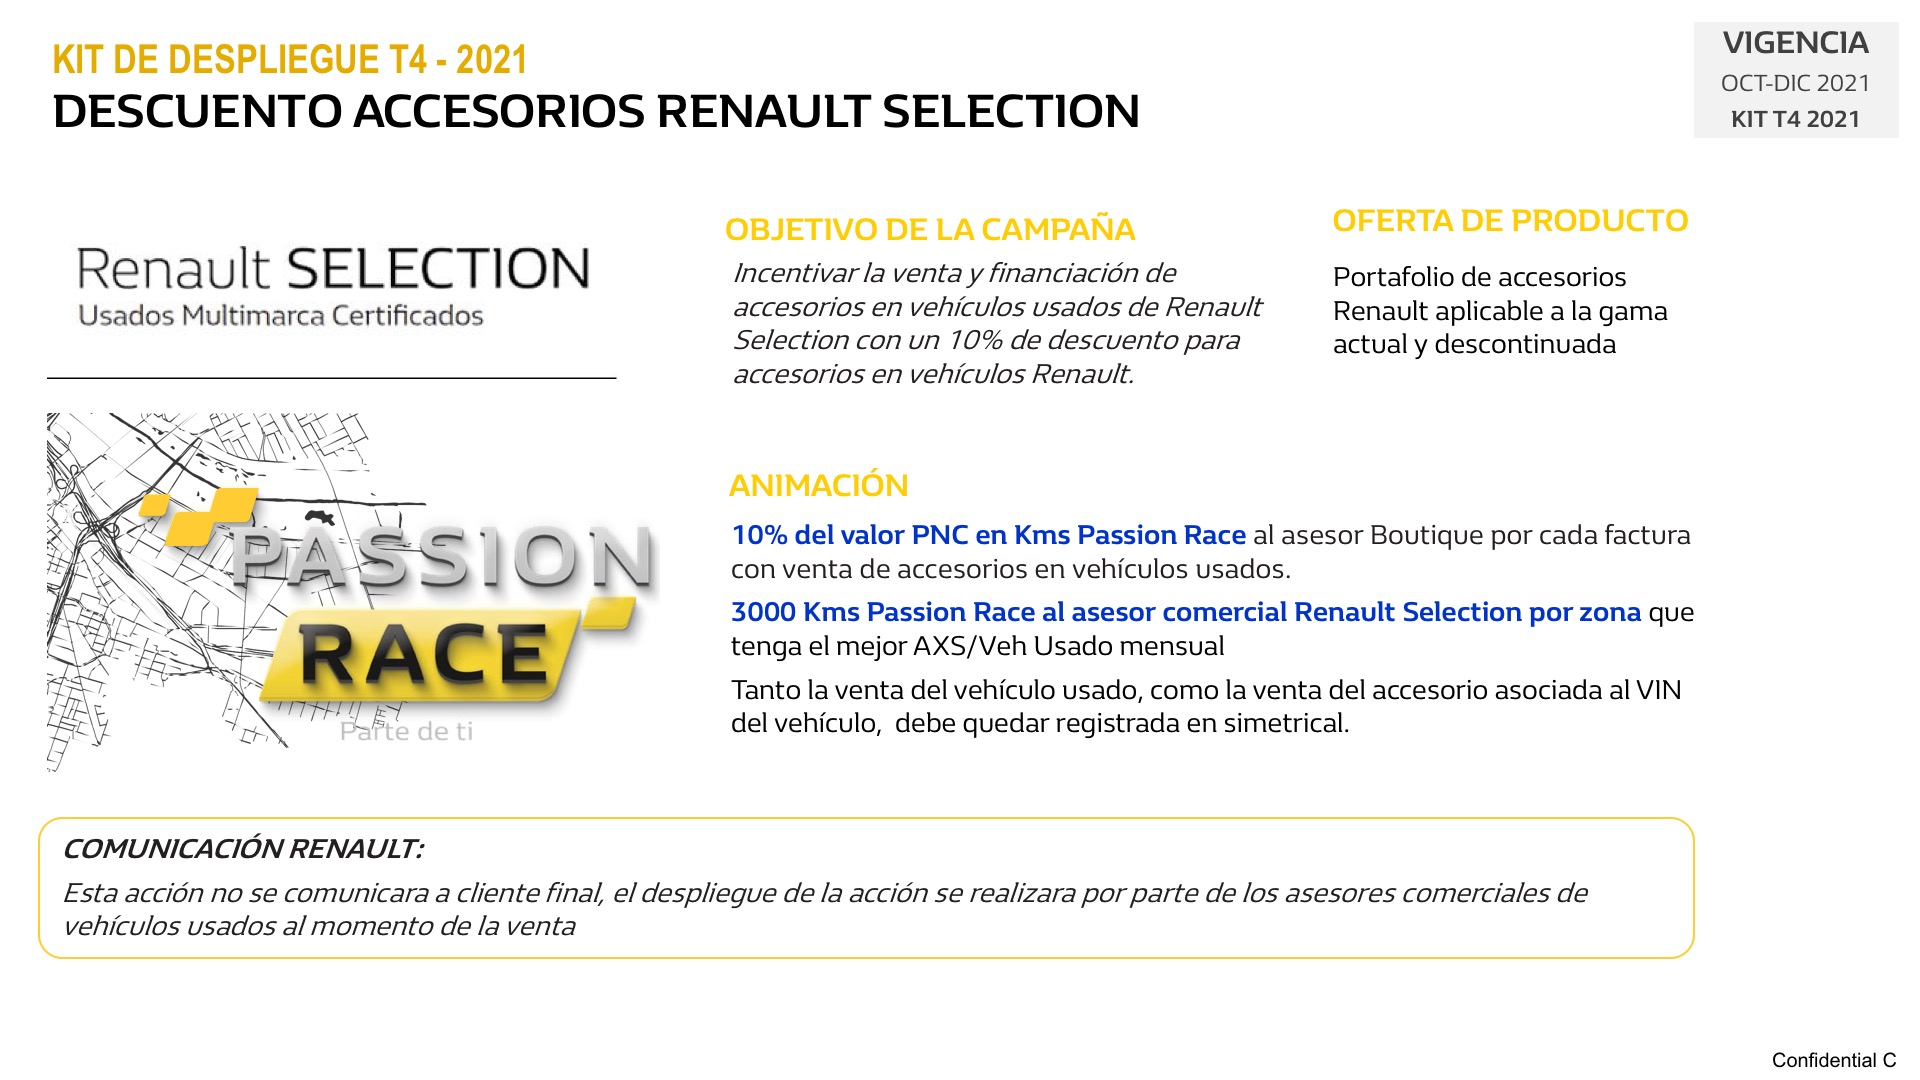 KIT DE DESPLIEGUE T4 - 2021
DESCUENTO ACCESORIOS RENAULT SELECTION
VIGENCIA
OCT-DIC 2021
KIT T4 2021
Renault SELECTION
Usados Multimarca Certificados
PASSION
RACE
Parte de ti
OBJETIVO DE LA CAMPAÑA
Incentivar la venta y financiación de
accesorios en vehículos usados de Renault
Selection con un 10% de descuento para
accesorios en vehículos Renault.
OFERTA DE PRODUCTO
Portafolio de accesorios
Renault aplicable a la gama
actual y descontinuada
ANIMACIÓN
10% del valor PNC en Kms Passion Race al asesor Boutique por cada factura
con venta de accesorios en vehículos usados.
3000 Kms Passion Race al asesor comercial Renault Selection por zona que
tenga el mejor AXS/Veh Usado mensual
Tanto la venta del vehículo usado, como la venta del accesorio asociada al VIN
del vehículo,  debe quedar registrada en simetrical.
COMUNICACIÓN RENAULT:
Esta acción no se comunicara a cliente final, el despliegue de la acción se realizara por parte de los asesores comerciales de
vehículos usados al momento de la venta
Confidential C